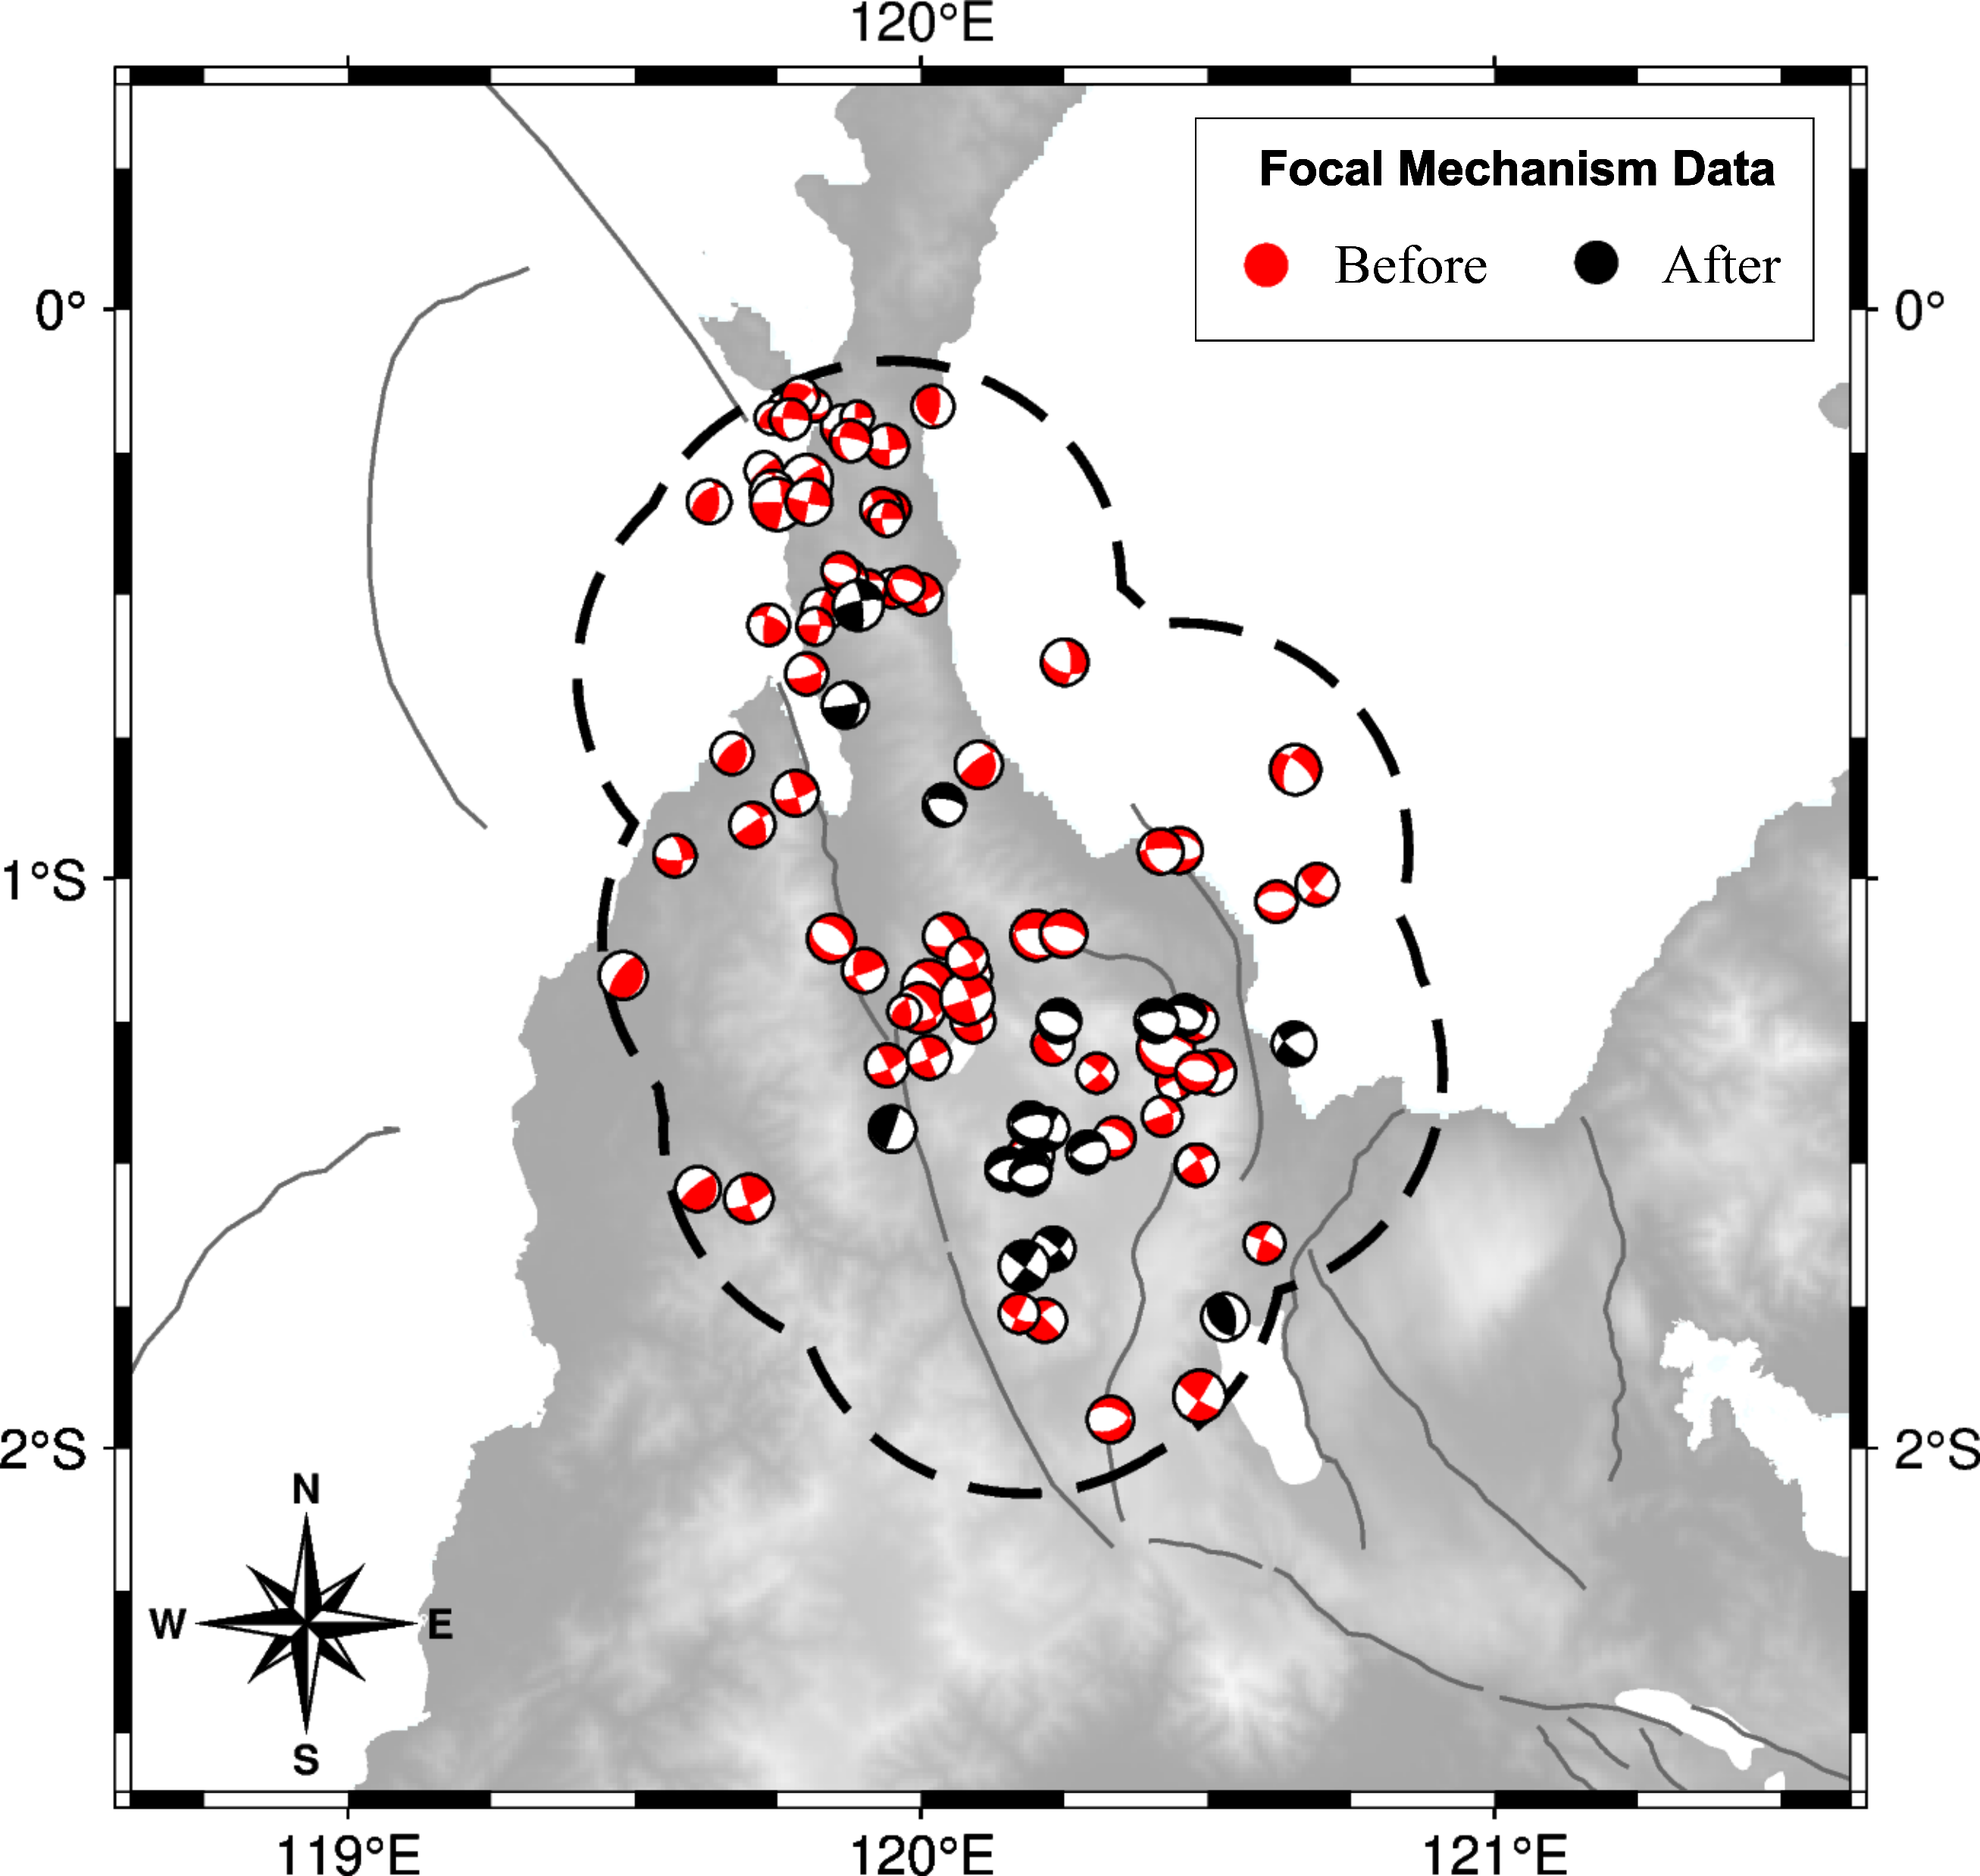 120°E
Focal Mechanism Data
Before After
0° 0°
1°S
2°S 2°S
N
W E
S
119°E 120°E 121°E